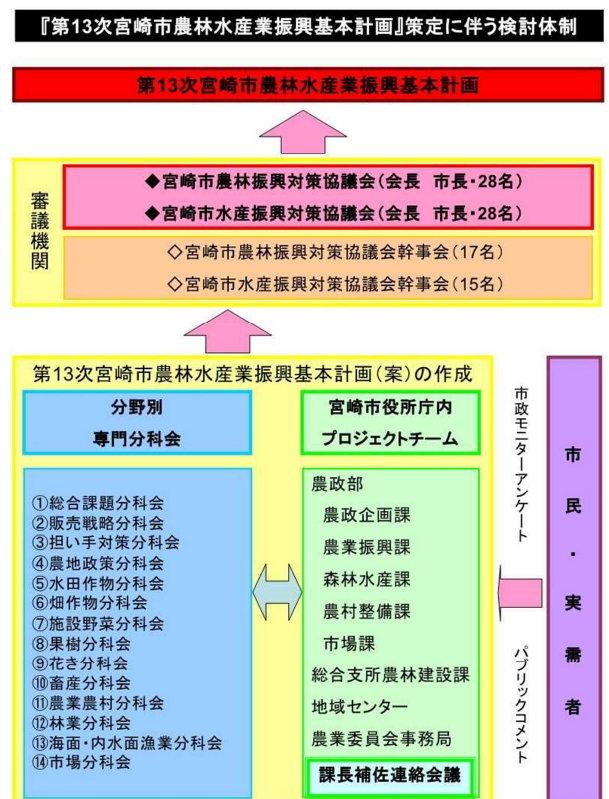 『第13次宮崎市農林水産業振興基本計画』策定に伴う検討体制
第13次宮崎市農林水産業振興基本計画
審議機関
◆宮崎市農林振興対策協議会(会長 市長・28名)
◆宮崎市水産振興対策協議会(会長 市長・28名)
◇宮崎市農林振興対策協議会幹事会(17名)
◇宮崎市水産振興対策協議会幹事会(15名)
第13次宮崎市農林水産業振興基本計画(案)の作成
分野別
専門分科会
①総合課題分科会
②販売戦略分科会
③担い手対策分科会
④農地政策分科会
⑤水田作物分科会
⑥畑作物分科会
⑦施設野菜分科会
⑧果樹分科会
⑨花き分科会
⑩畜産分科会
⑪農業農村分科会
⑫林業分科会
⑬海面・内水面漁業分科会
⑭市場分科会
宮崎市役所庁内
プロジェクトチーム
農政部
農政企画課
農業振興課
森林水産課
農村整備課
市場課
総合支所農林建設課
地域センター
農業委員会事務局
課長補佐連絡会議
市政モニターアンケート
パブリックコメント
市民・実需者